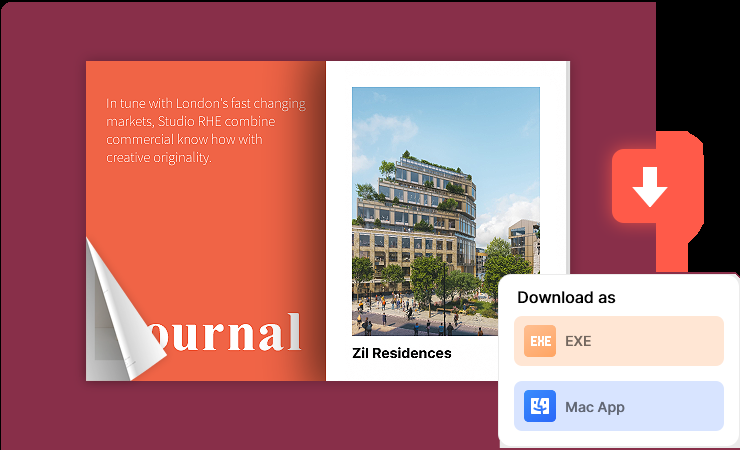 In tune with London's fast changing
markets, Studio RHE combine
commercial know how with
creative originality.
ournal
Zil Residences
Download as
EXE EXE
Mac App